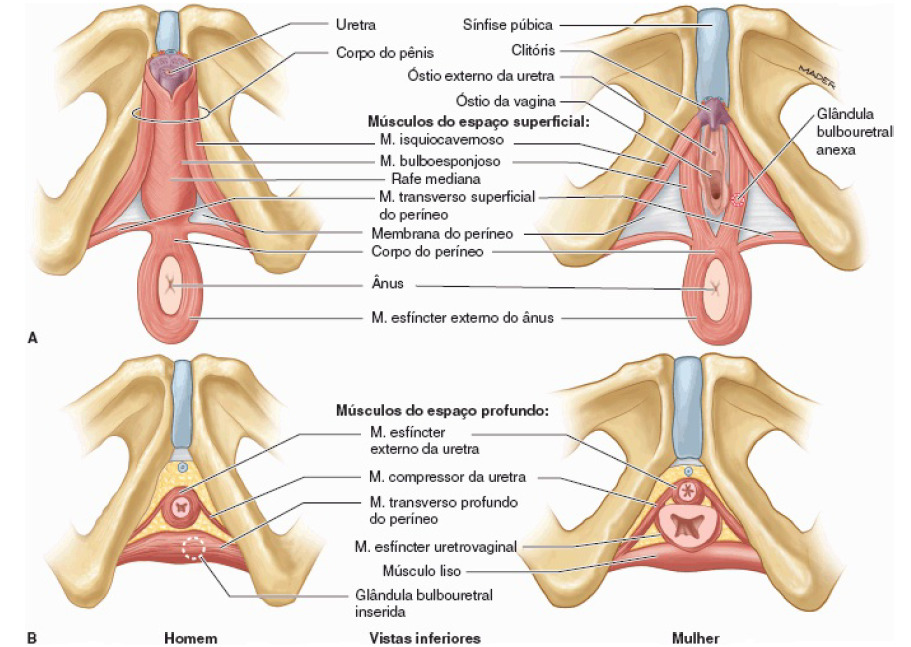 Uretra
Corpo do pênis
Sínfise púbica
Clitóris
Óstio externo da uretra
Óstio da vagina
MADER
Glândula
bulbouretral
anexa
Músculos do espaço superficial:
M. isquiocavernoso
M. bulboesponjoso
Rafe mediana
M. transverso superficial
do períneo
Membrana do períneo
Corpo do períneo
Ânus
M. esfíncter externo do ânus
A
Músculos do espaço profundo:
M. esfíncter
externo da uretra
M. compressor da uretra
M. transverso profundo
do períneo
M. esfíncter uretrovaginal
Músculo liso
Glândula bulbouretral
inserida
B
Homem
Vistas inferiores
Mulher